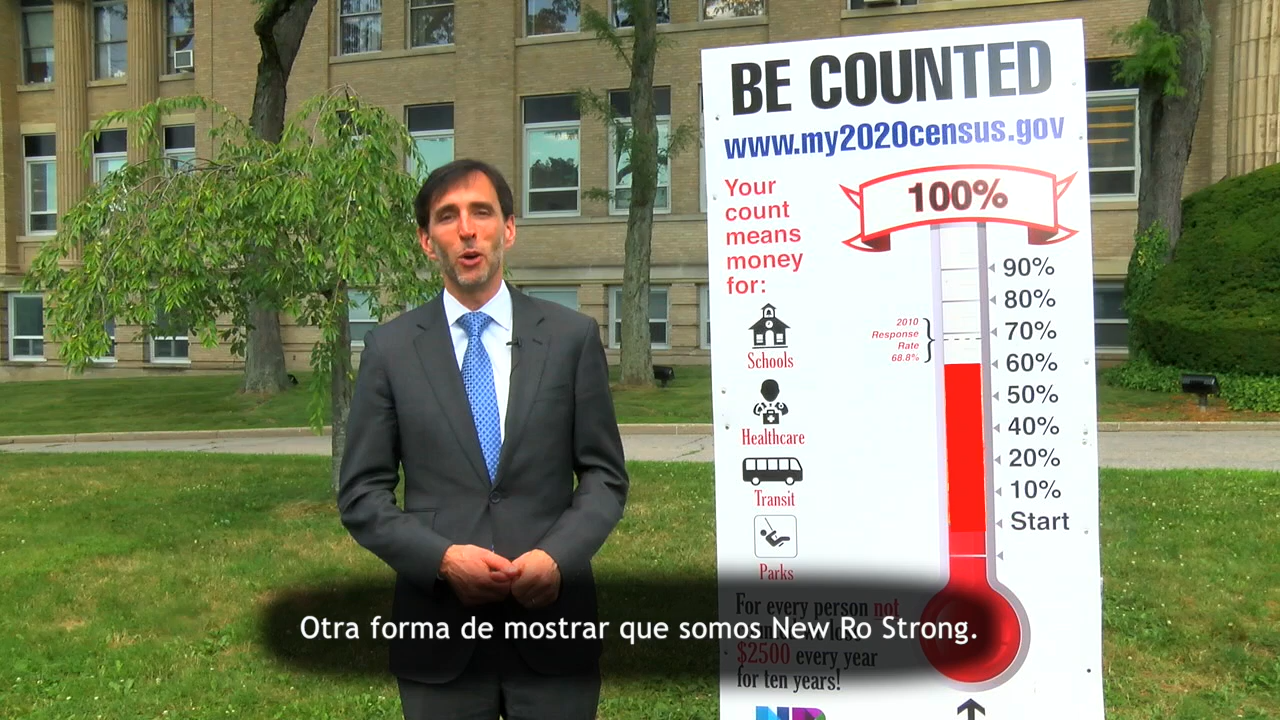 BE COUNTED
www.my2020census.gov
Your
count
means
money
for:
100%
90%
80%
70%
60%
50%
40%
20%
10%
Start
2010
Response
Rate
68.8%
Schools
Healthcare
Transit
Parks
For every person not
$2500 every year
for ten years!
Otra forma de mostrar que somos New Ro Strong.